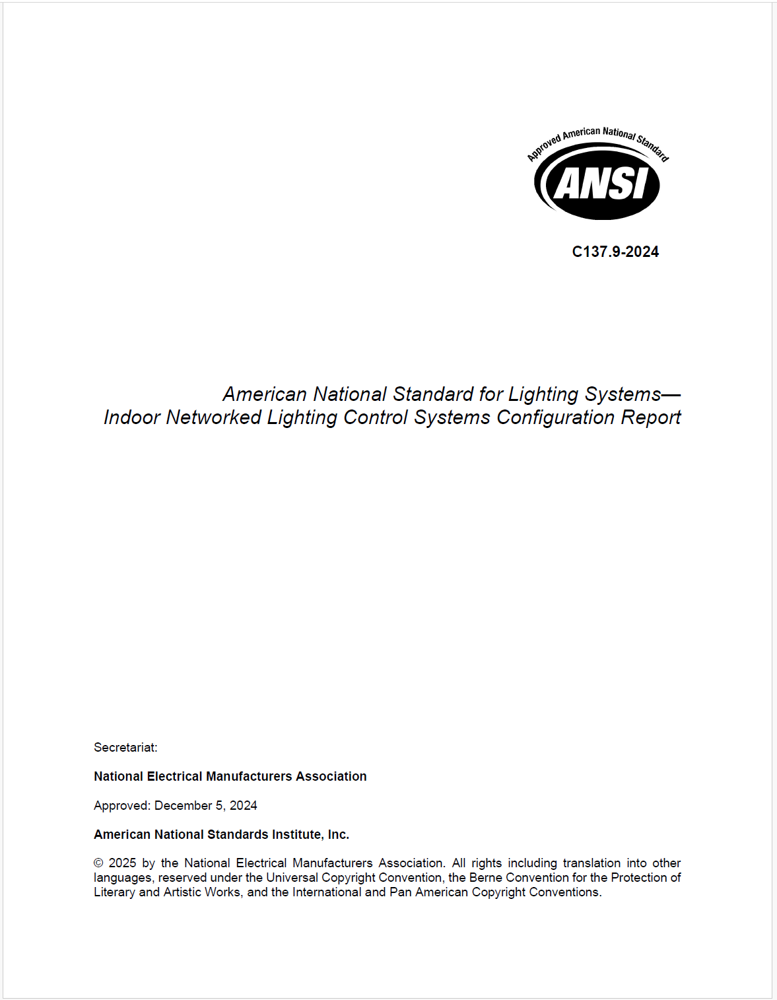 Approved American National Standard
ANSI
C137.9-2024
American National Standard for Lighting Systems—
Indoor Networked Lighting Control Systems Configuration Report
Secretariat:
National Electrical Manufacturers Association
Approved: December 5, 2024
American National Standards Institute, Inc.
© 2025 by the National Electrical Manufacturers Association. All rights including translation into other
languages, reserved under the Universal Copyright Convention, the Berne Convention for the Protection of
Literary and Artistic Works, and the International and Pan American Copyright Conventions.